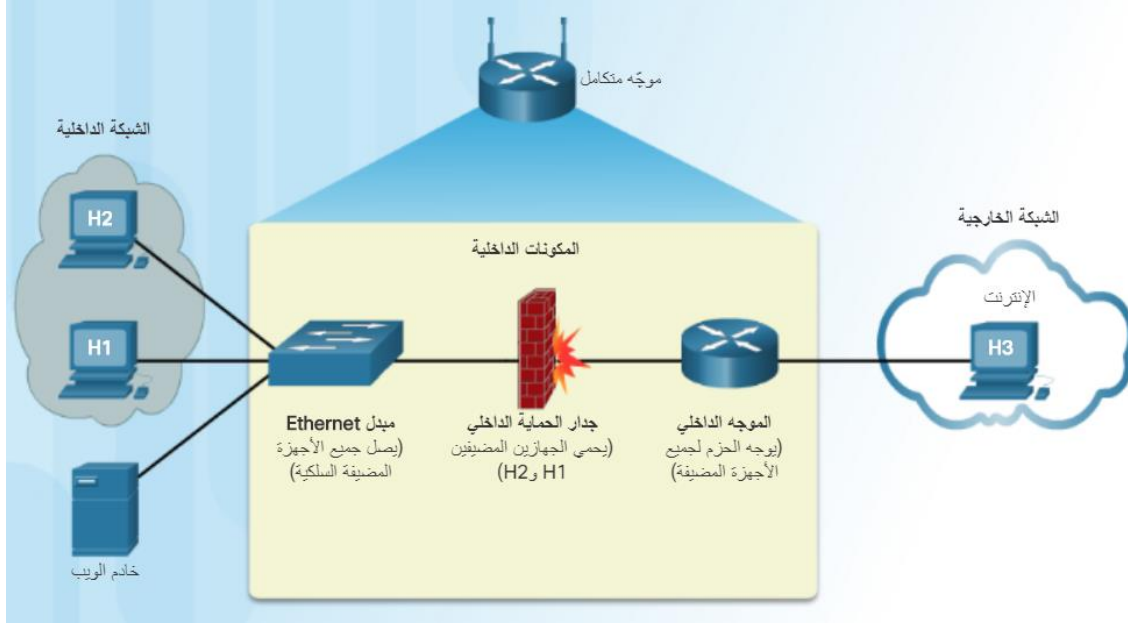 موجّه متكامل
الشبكة الداخلية
H2
H1
خادم الويب
المكونات الداخلية
مبدل Ethernet
(يصل جميع الأجهزة
المضيفة السلكية)
جدار الحماية الداخلي
(يحمي الجهازين المضيفين
H1 وH2)
الموجه الداخلي
(يوجه الحزم لجميع
الأجهزة المضيفة)
الشبكة الخارجية
الإنترنت
H3